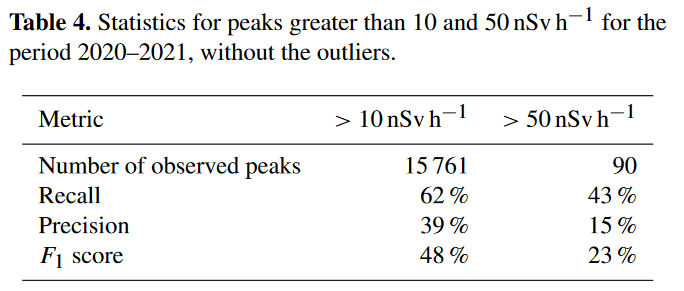 Table 4. Statistics for peaks greater than 10 and 50 nSv h⁻¹ for the
period 2020–2021, without the outliers.
Metric > 10 nSv h⁻¹ > 50 nSv h⁻¹
Number of observed peaks 15 761 90
Recall 62 % 43 %
Precision 39 % 15 %
F₁ score 48 % 23 %